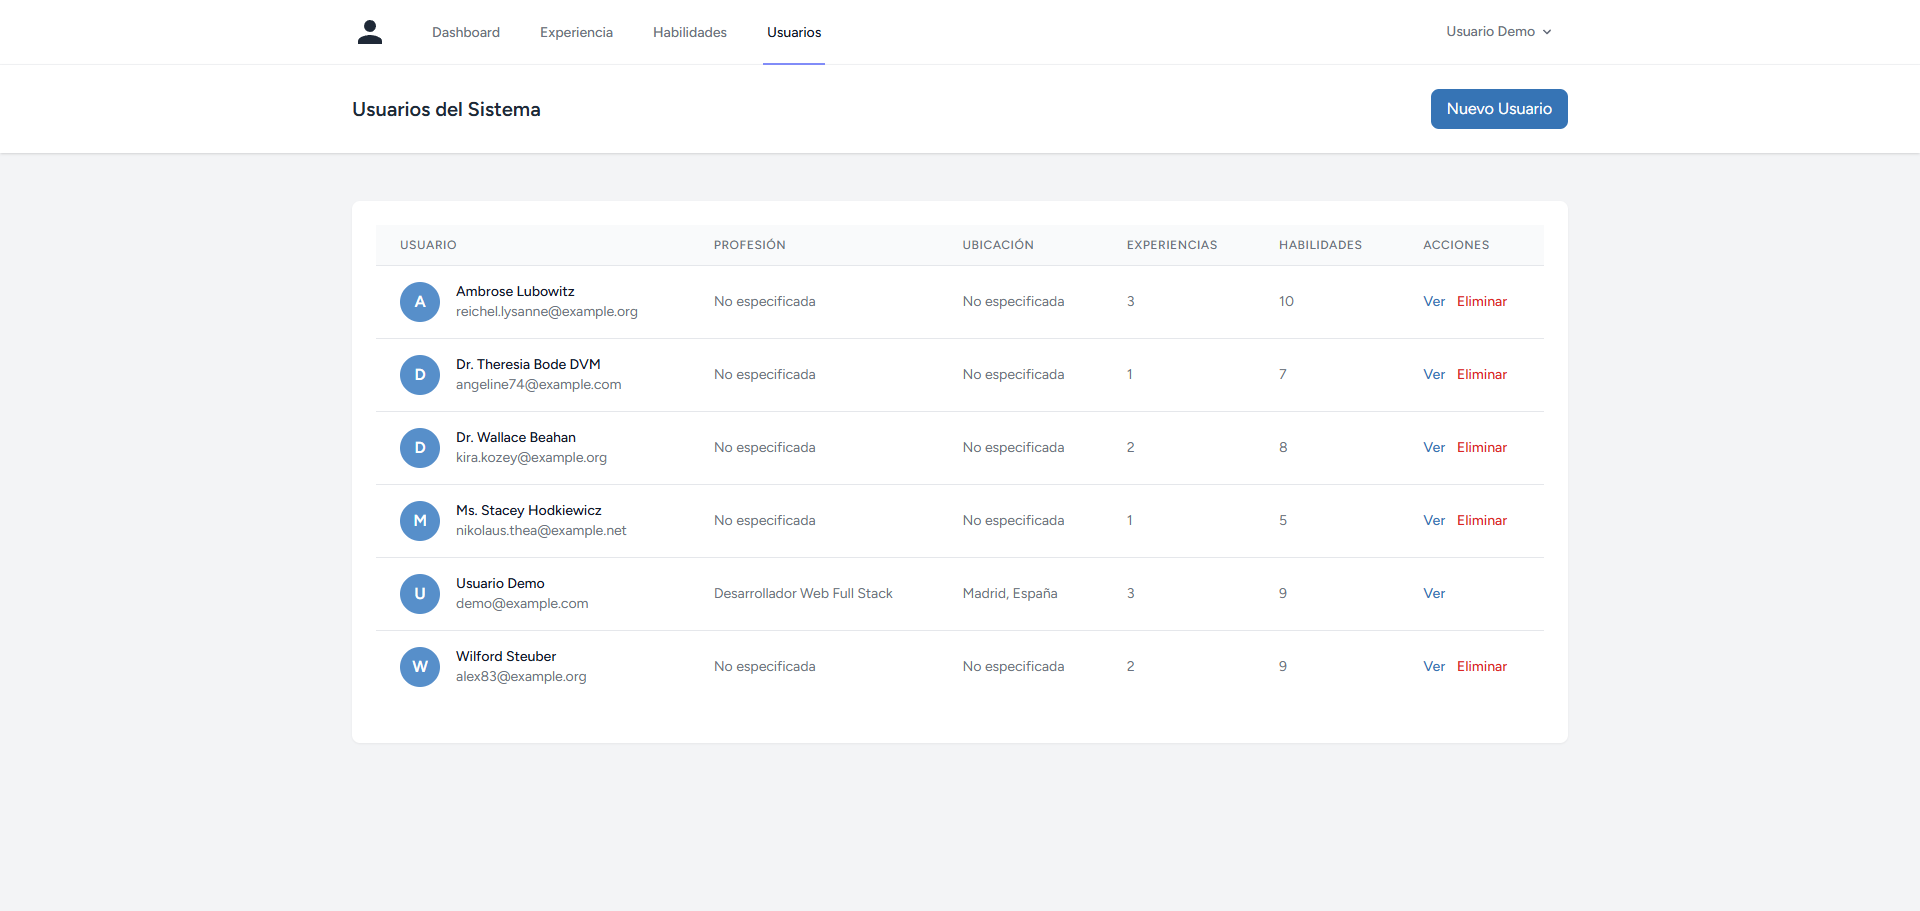 Dashboard Experiencia Habilidades Usuarios Usuario Demo
Usuarios del Sistema Nuevo Usuario
USUARIO PROFESIÓN UBICACIÓN EXPERIENCIAS HABILIDADES ACCIONES
A Ambrose Lubowitz
reichel.lysanne@example.org No especificada No especificada 3 10 Ver Eliminar
D Dr. Theresia Bode DVM
angeline74@example.com No especificada No especificada 1 7 Ver Eliminar
D Dr. Wallace Beahan
kira.kozey@example.org No especificada No especificada 2 8 Ver Eliminar
M Ms. Stacey Hodkiewicz
nikolaus.thea@example.net No especificada No especificada 1 5 Ver Eliminar
U Usuario Demo
demo@example.com Desarrollador Web Full Stack Madrid, España 3 9 Ver
W Wilford Steuber
alex83@example.org No especificada No especificada 2 9 Ver Eliminar